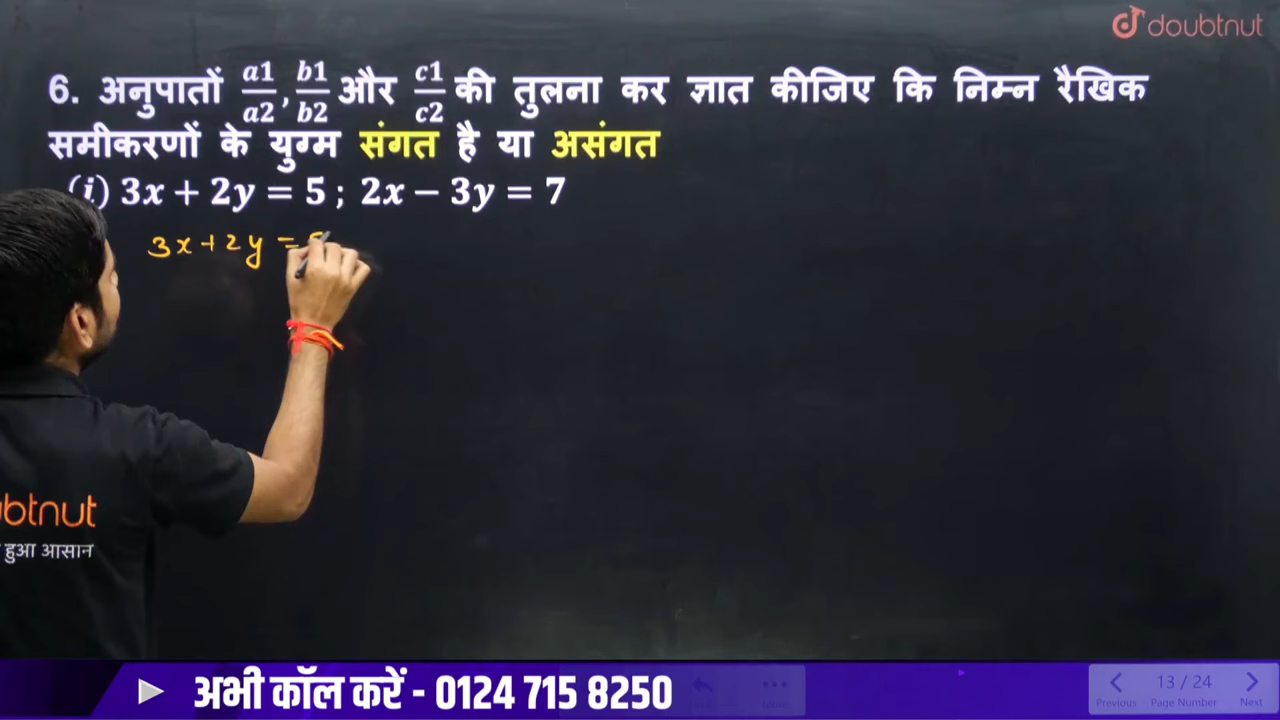 doubtnut
6. अनुपातों a1/a2, b1/b2 और c1/c2 की तुलना कर ज्ञात कीजिए कि निम्न रैखिक
समीकरणों के युग्म संगत है या असंगत
(i) 3x + 2y = 5 ; 2x − 3y = 7
3x + 2y =
ubtnut
हुआ आसान
अभी कॉल करें - 0124 715 8250
13 / 24
Previous Page Number Next